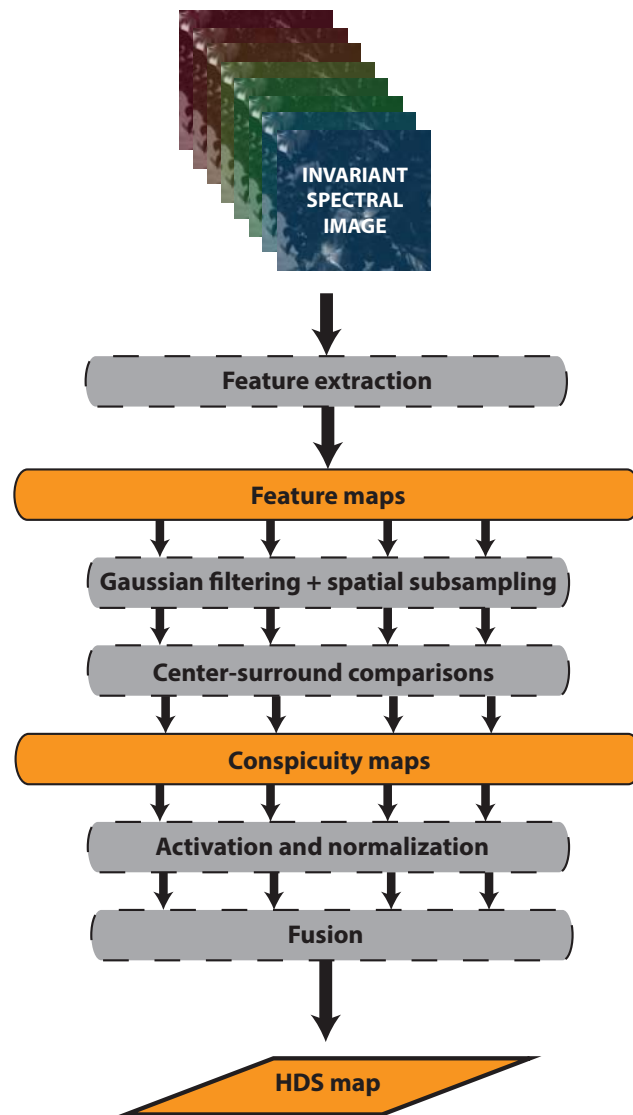 INVARIANT
SPECTRAL
IMAGE
Feature extraction
Feature maps
Gaussian filtering + spatial subsampling
Center-surround comparisons
Conspicuity maps
Activation and normalization
Fusion
HDS map